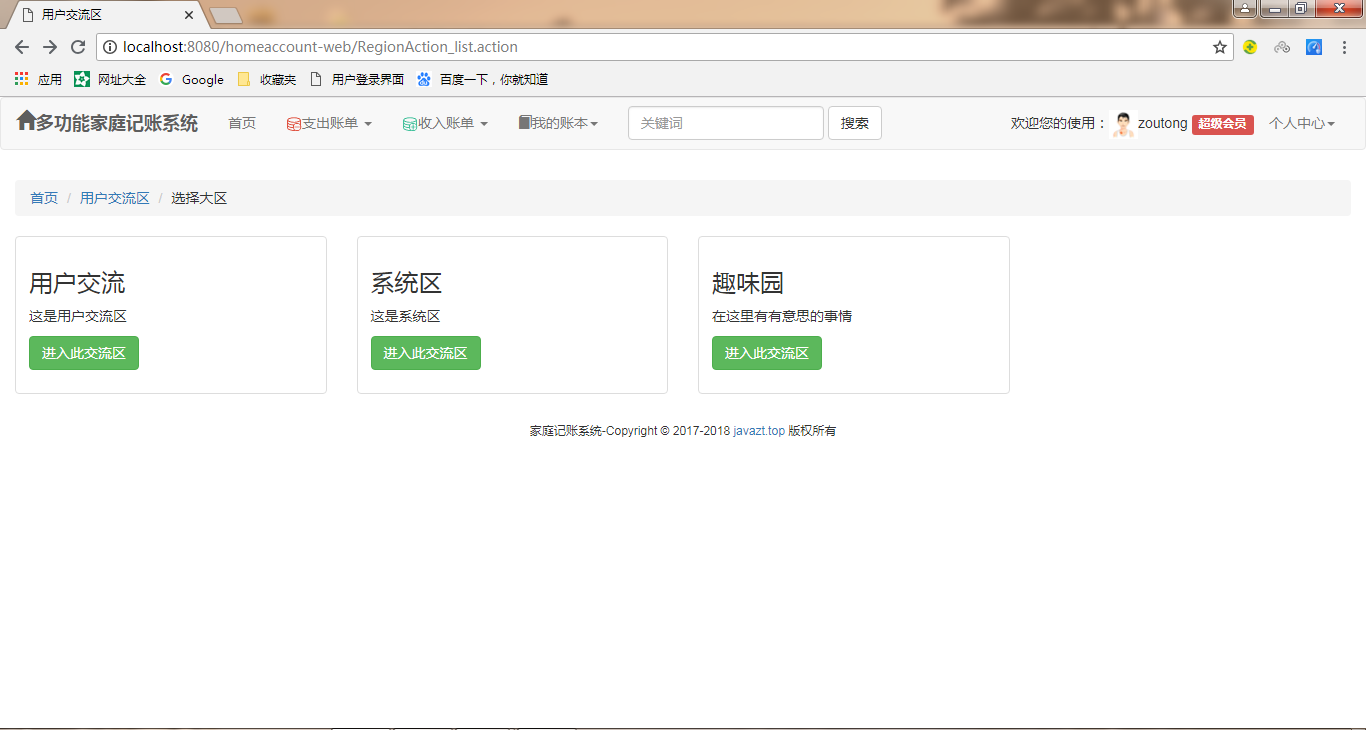 用户交流区
localhost:8080/homeaccount-web/RegionAction_list.action
应用 网址大全 Google 收藏夹 用户登录界面 百度一下，你就知道
多功能家庭记账系统 首页 支出账单 收入账单 我的账本 关键词 搜索 欢迎您的使用： zoutong 超级会员 个人中心
首页 / 用户交流区 / 选择大区
用户交流
这是用户交流区
进入此交流区
系统区
这是系统区
进入此交流区
趣味园
在这里有有意思的事情
进入此交流区
家庭记账系统-Copyright © 2017-2018 javazt.top 版权所有